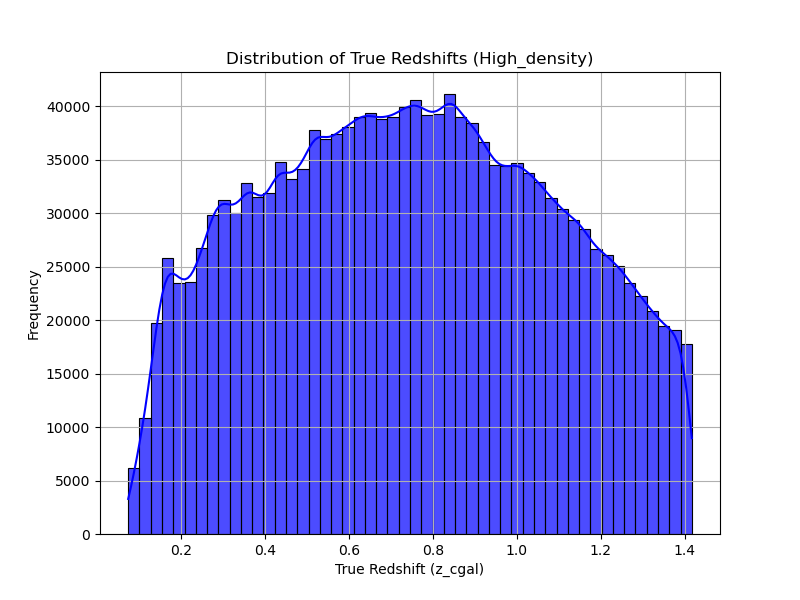 Distribution of True Redshifts (High_density)
Frequency
40000
35000
30000
25000
20000
15000
10000
5000
0
0.2 0.4 0.6 0.8 1.0 1.2 1.4
True Redshift (z_cgal)